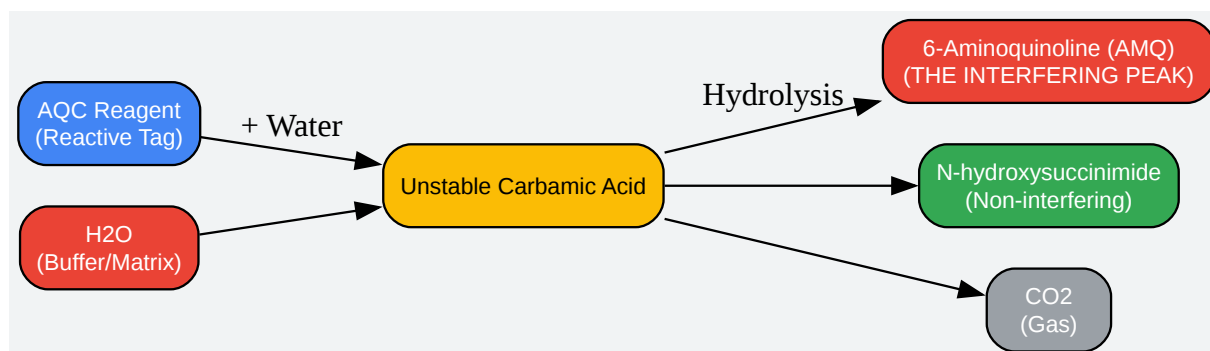 AQC Reagent
(Reactive Tag)
+ Water
H2O
(Buffer/Matrix)
Unstable Carbamic Acid
Hydrolysis
6-Aminoquinoline (AMQ)
(THE INTERFERING PEAK)
N-hydroxysuccinimide
(Non-interfering)
CO2
(Gas)